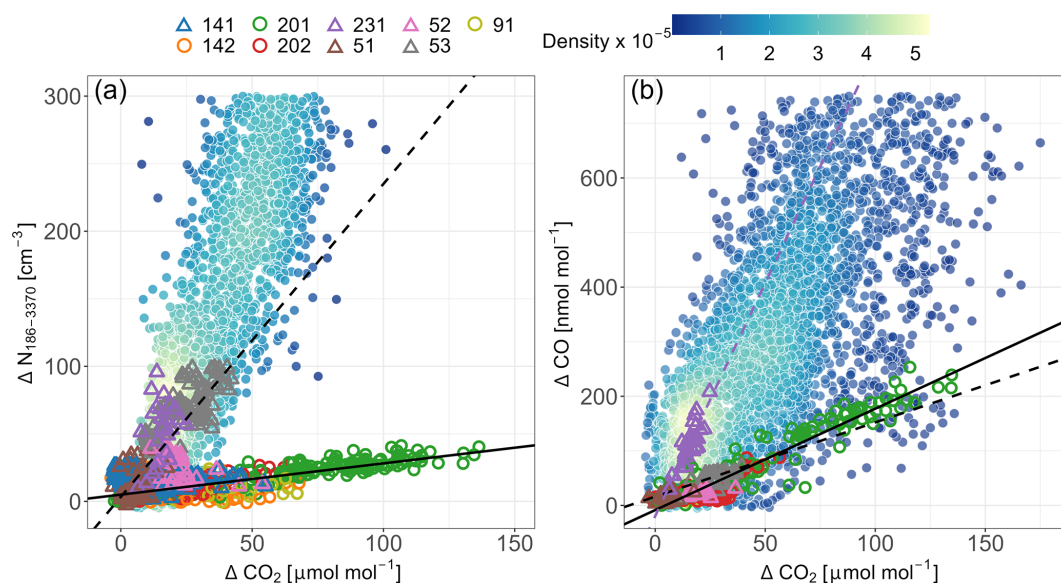 141 201 231 52 91
142 202 51 53
Density x 10⁻⁵
1 2 3 4 5
(a)
300
200
100
0
Δ N₁₈₆₋₃₃₇₀ [cm⁻³]
0 50 100 150
Δ CO₂ [μmol mol⁻¹]
(b)
600
400
200
0
Δ CO [nmol mol⁻¹]
0 50 100 150
Δ CO₂ [μmol mol⁻¹]